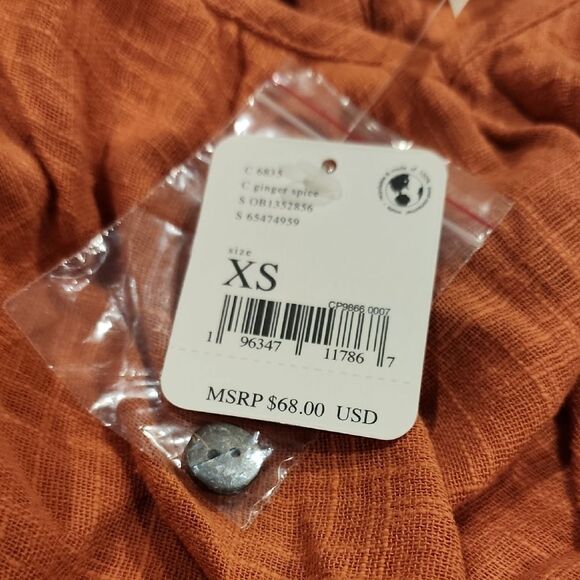 C 6835
C ginger spice
S OB1352856
S 65474959
size
XS
CP9866 0007
1 96347 11786 7
MSRP $68.00 USD